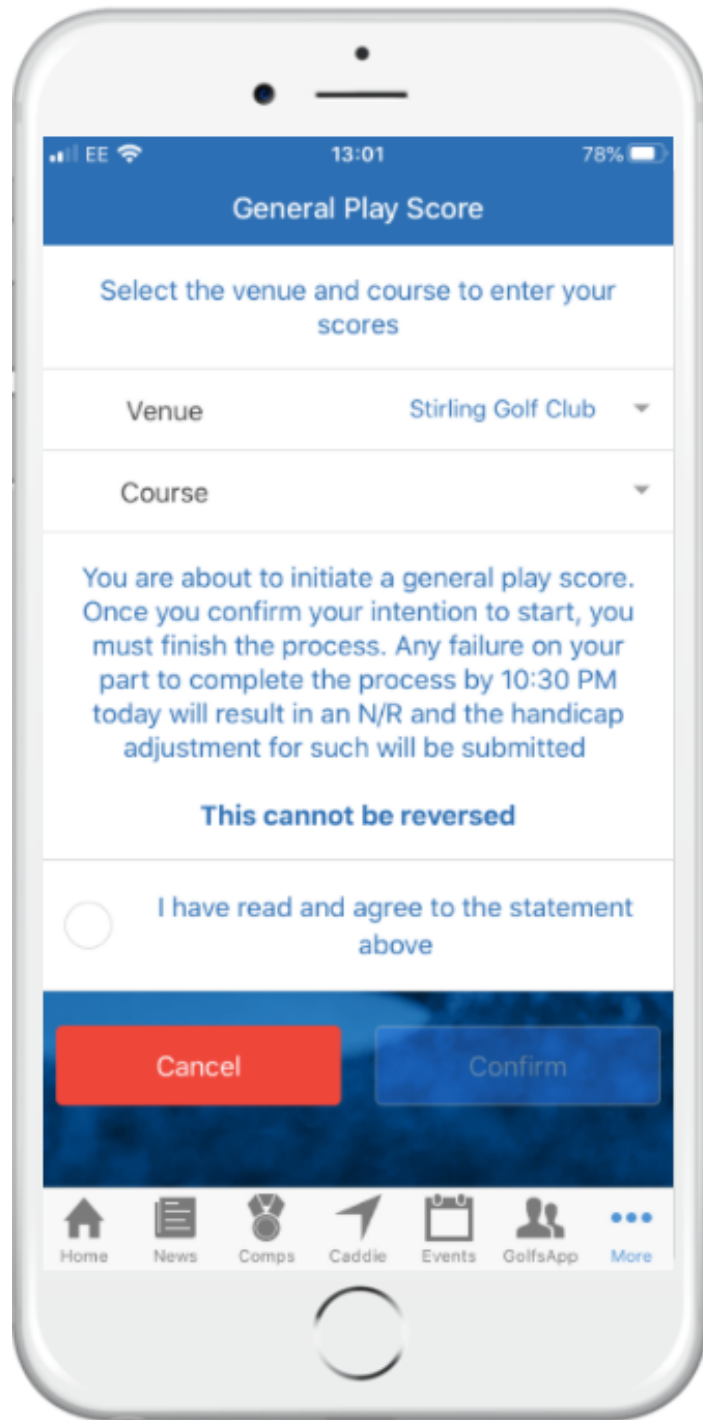 EE 13:01 78%
General Play Score
Select the venue and course to enter your
scores
Venue Stirling Golf Club
Course
You are about to initiate a general play score.
Once you confirm your intention to start, you
must finish the process. Any failure on your
part to complete the process by 10:30 PM
today will result in an N/R and the handicap
adjustment for such will be submitted
This cannot be reversed
I have read and agree to the statement
above
Cancel Confirm
Home News Comps Caddie Events GolfsApp More